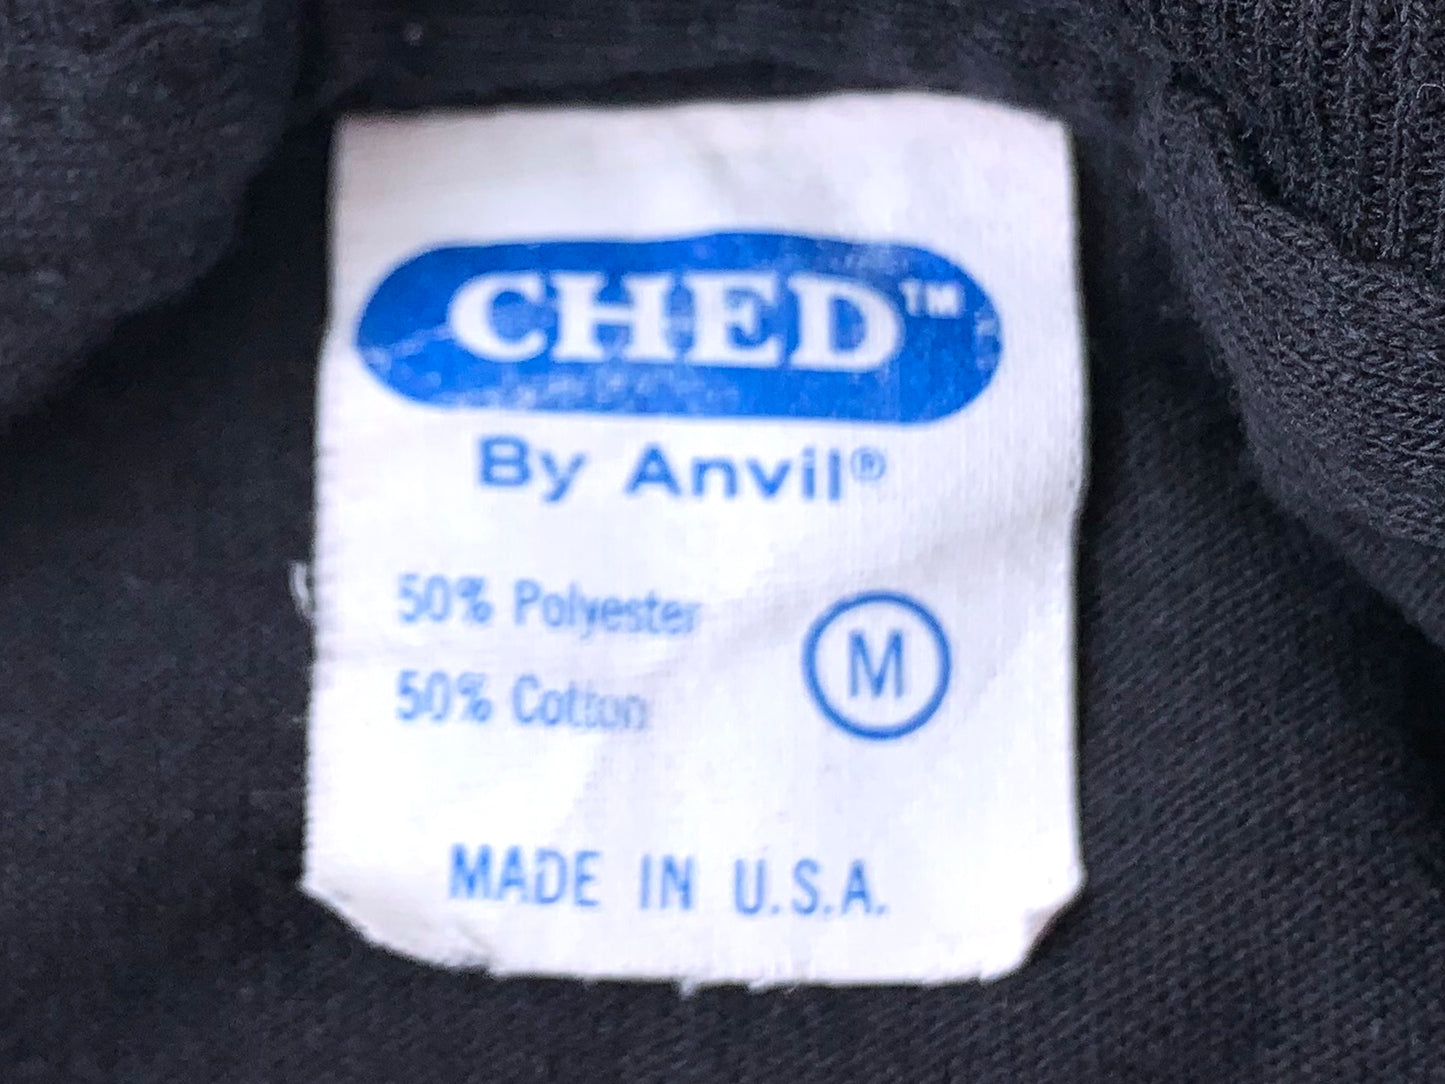 CHED™
By Anvil®
50% Polyester
50% Cotton
M
MADE IN U.S.A.